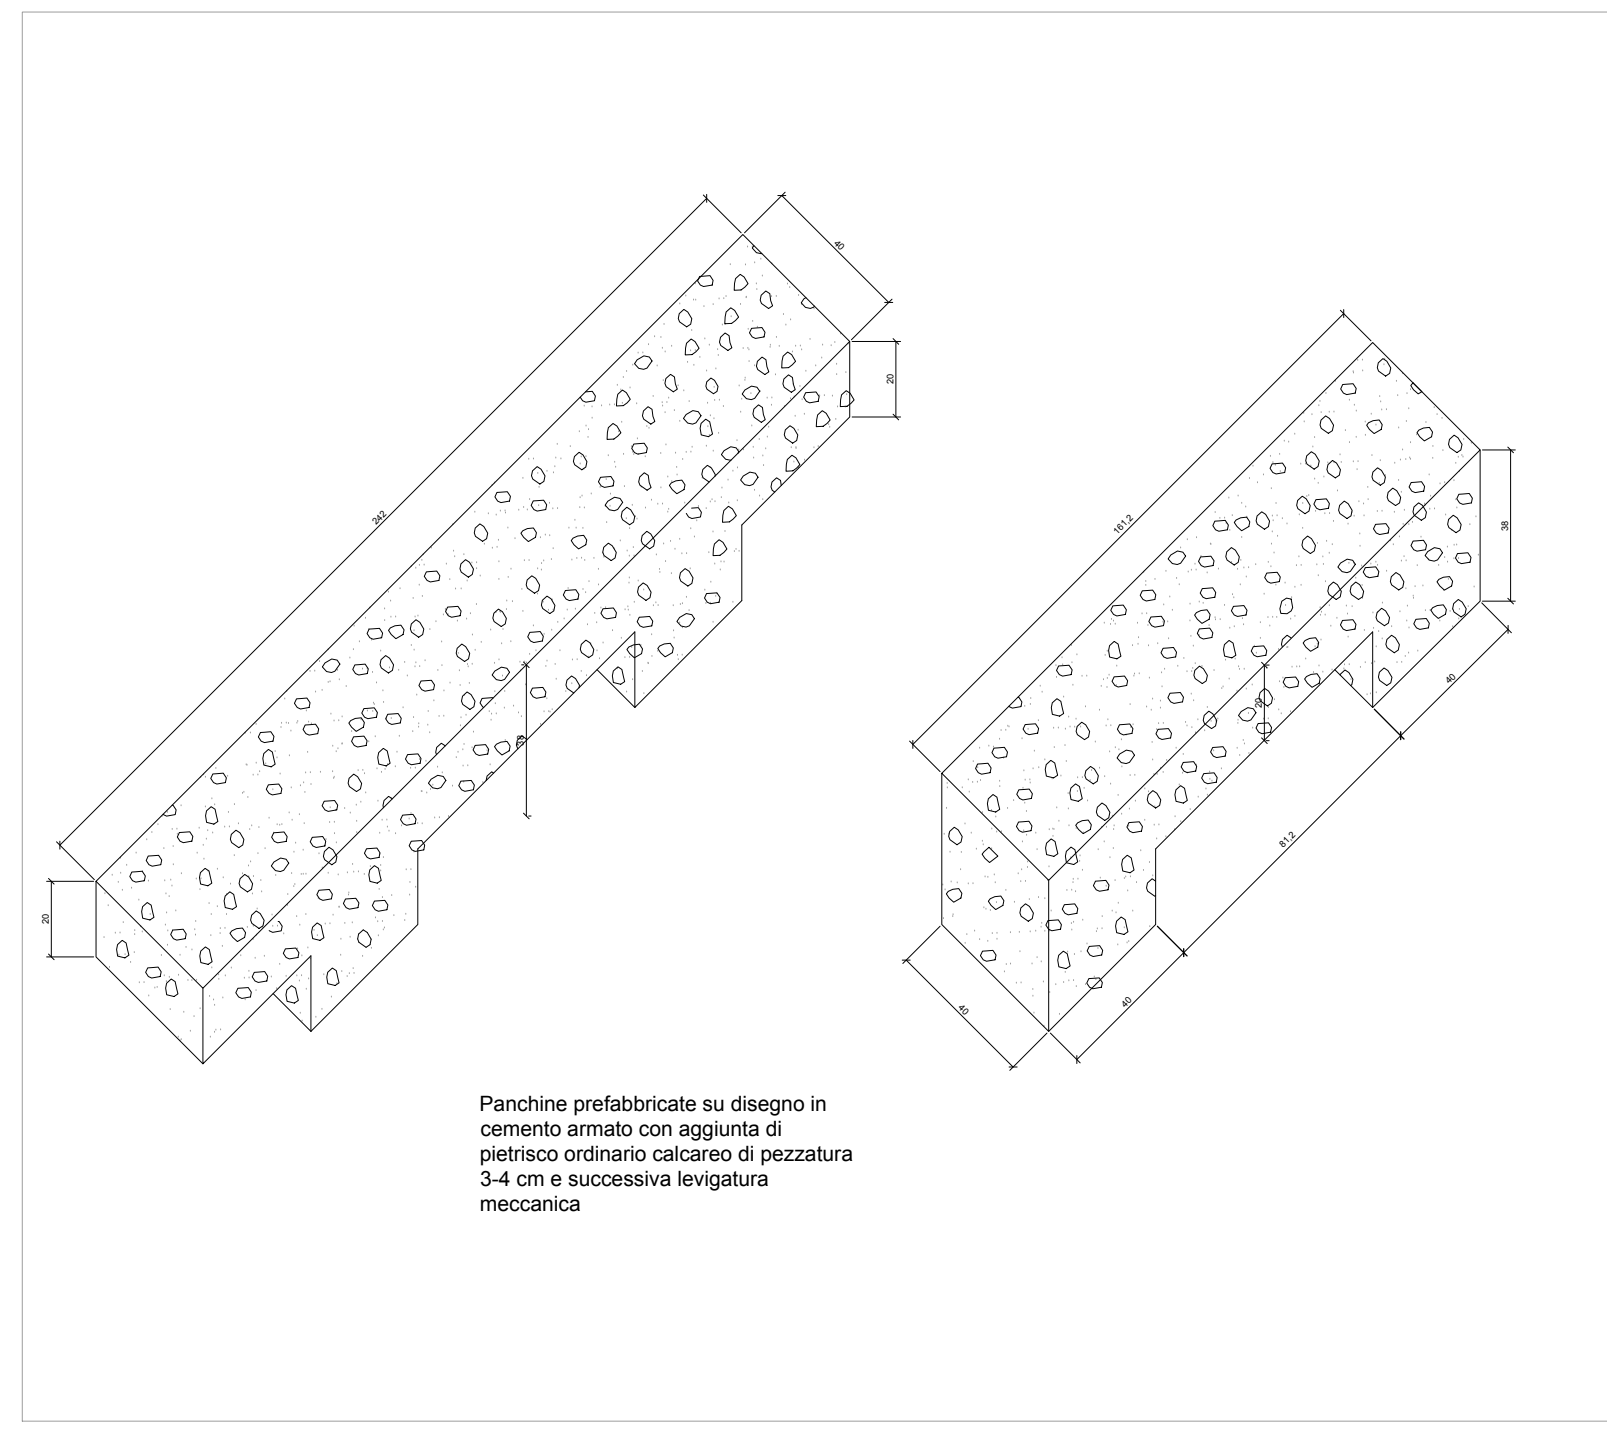 40
20
242
38
20
161,2
38
40
20
81,2
40
40
Panchine prefabbricate su disegno in
cemento armato con aggiunta di
pietrisco ordinario calcareo di pezzatura
3-4 cm e successiva levigatura
meccanica